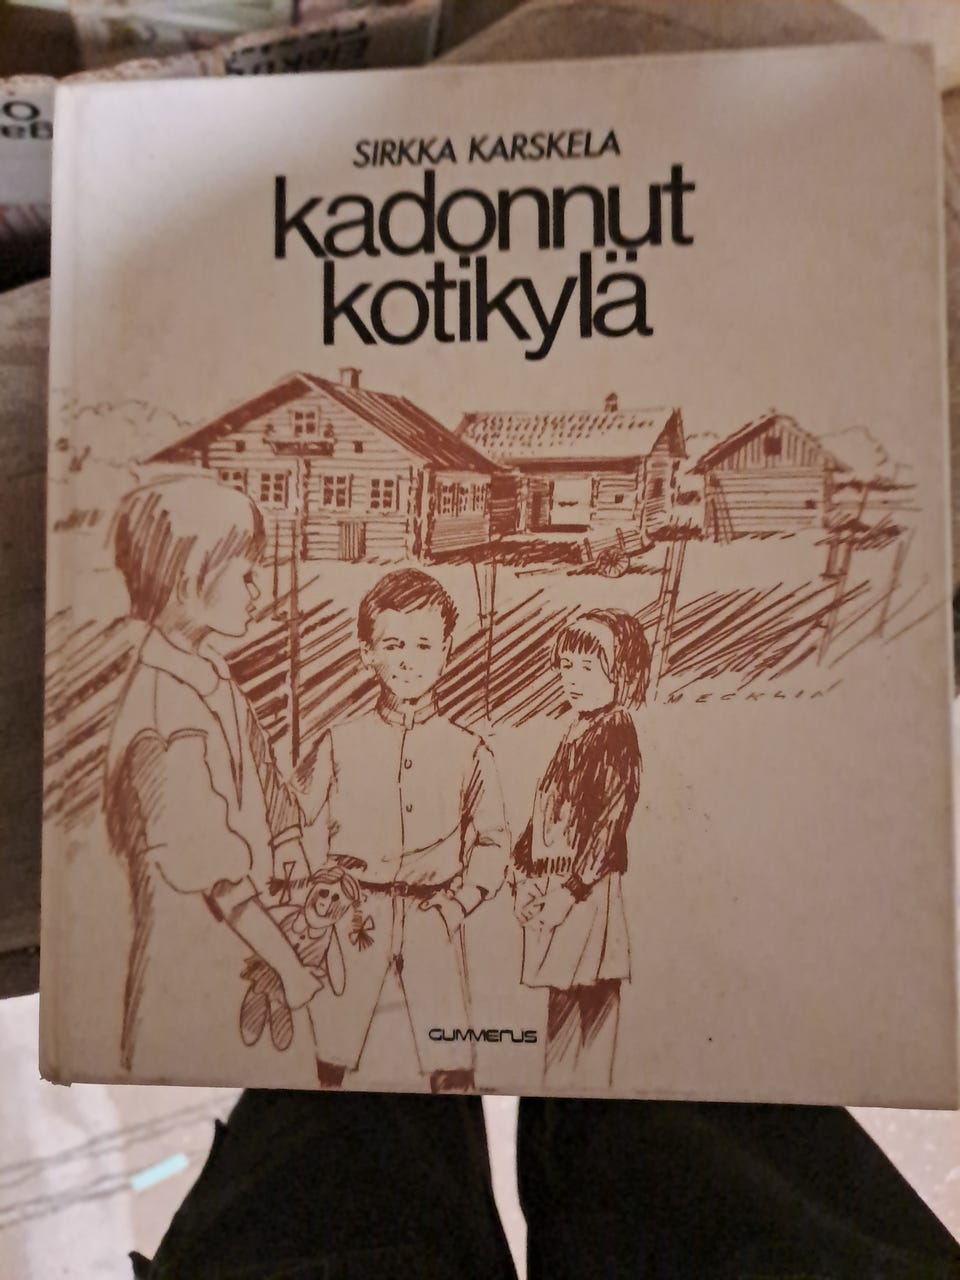 SIRKKA KARSKELA
kadonnut
kotikylä
MECKLIN
GUMMERUS